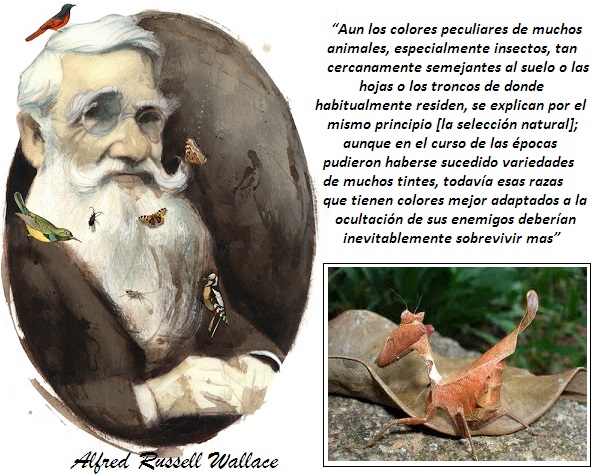 “Aun los colores peculiares de muchos
animales, especialmente insectos, tan
cercanamente semejantes al suelo o las
hojas o los troncos de donde
habitualmente residen, se explican por el
mismo principio [la selección natural];
aunque en el curso de las épocas
pudieron haberse sucedido variedades
de muchos tintes, todavía esas razas
que tienen colores mejor adaptados a la
ocultación de sus enemigos deberían
inevitablemente sobrevivir mas”
Alfred Russell Wallace